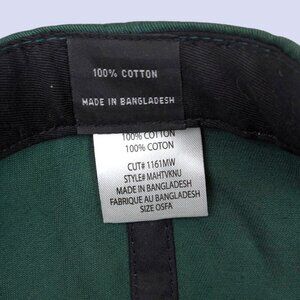 100% COTTON
MADE IN BANGLADESH
100% COTTON
100% COTON
CUT# 1161MW
STYLE# MAHTVKNU
MADE IN BANGLADESH
FABRIQUE AU BANGLADESH
SIZE OSFA